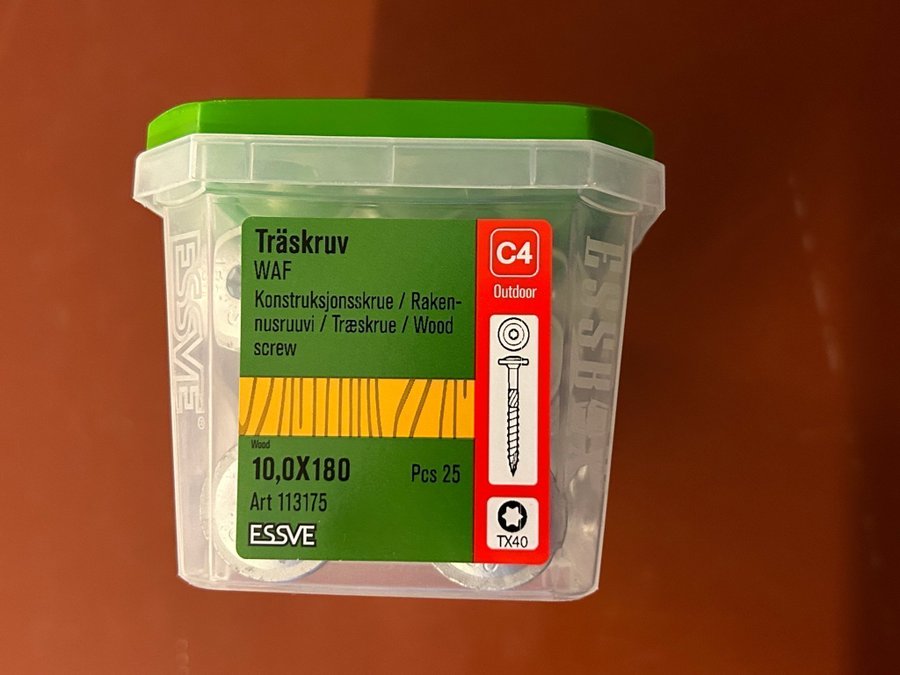 Träskruv
WAF
Konstruksjonsskrue / Raken-
nusruuvi / Træskrue / Wood
screw
Wood
10,0X180
Pcs 25
Art 113175
ESSVE
C4
Outdoor
TX40
ESSVE®
ESSVE